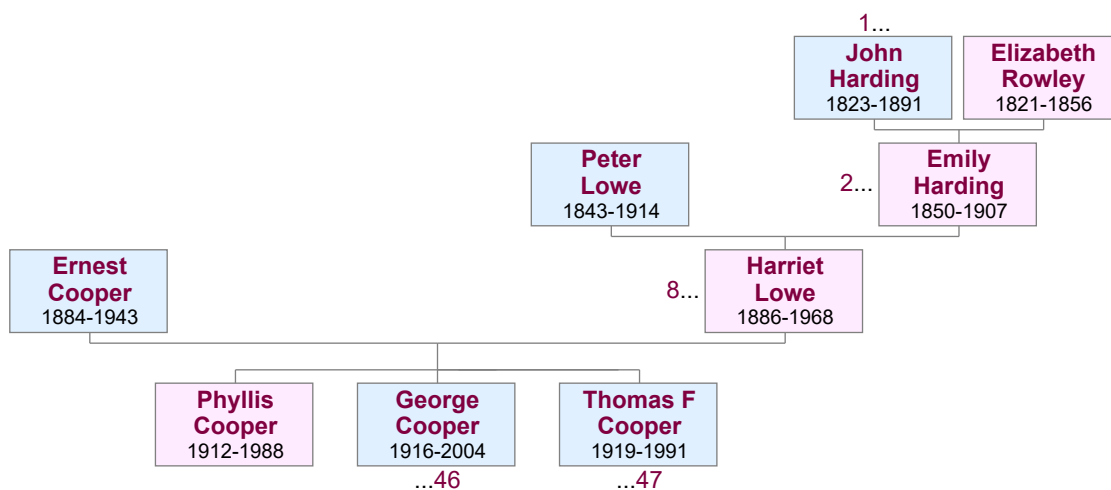 1...
John
Harding
1823-1891
Elizabeth
Rowley
1821-1856
Peter
Lowe
1843-1914
2...
Emily
Harding
1850-1907
Ernest
Cooper
1884-1943
8...
Harriet
Lowe
1886-1968
Phyllis
Cooper
1912-1988
George
Cooper
1916-2004
...46
Thomas F
Cooper
1919-1991
...47